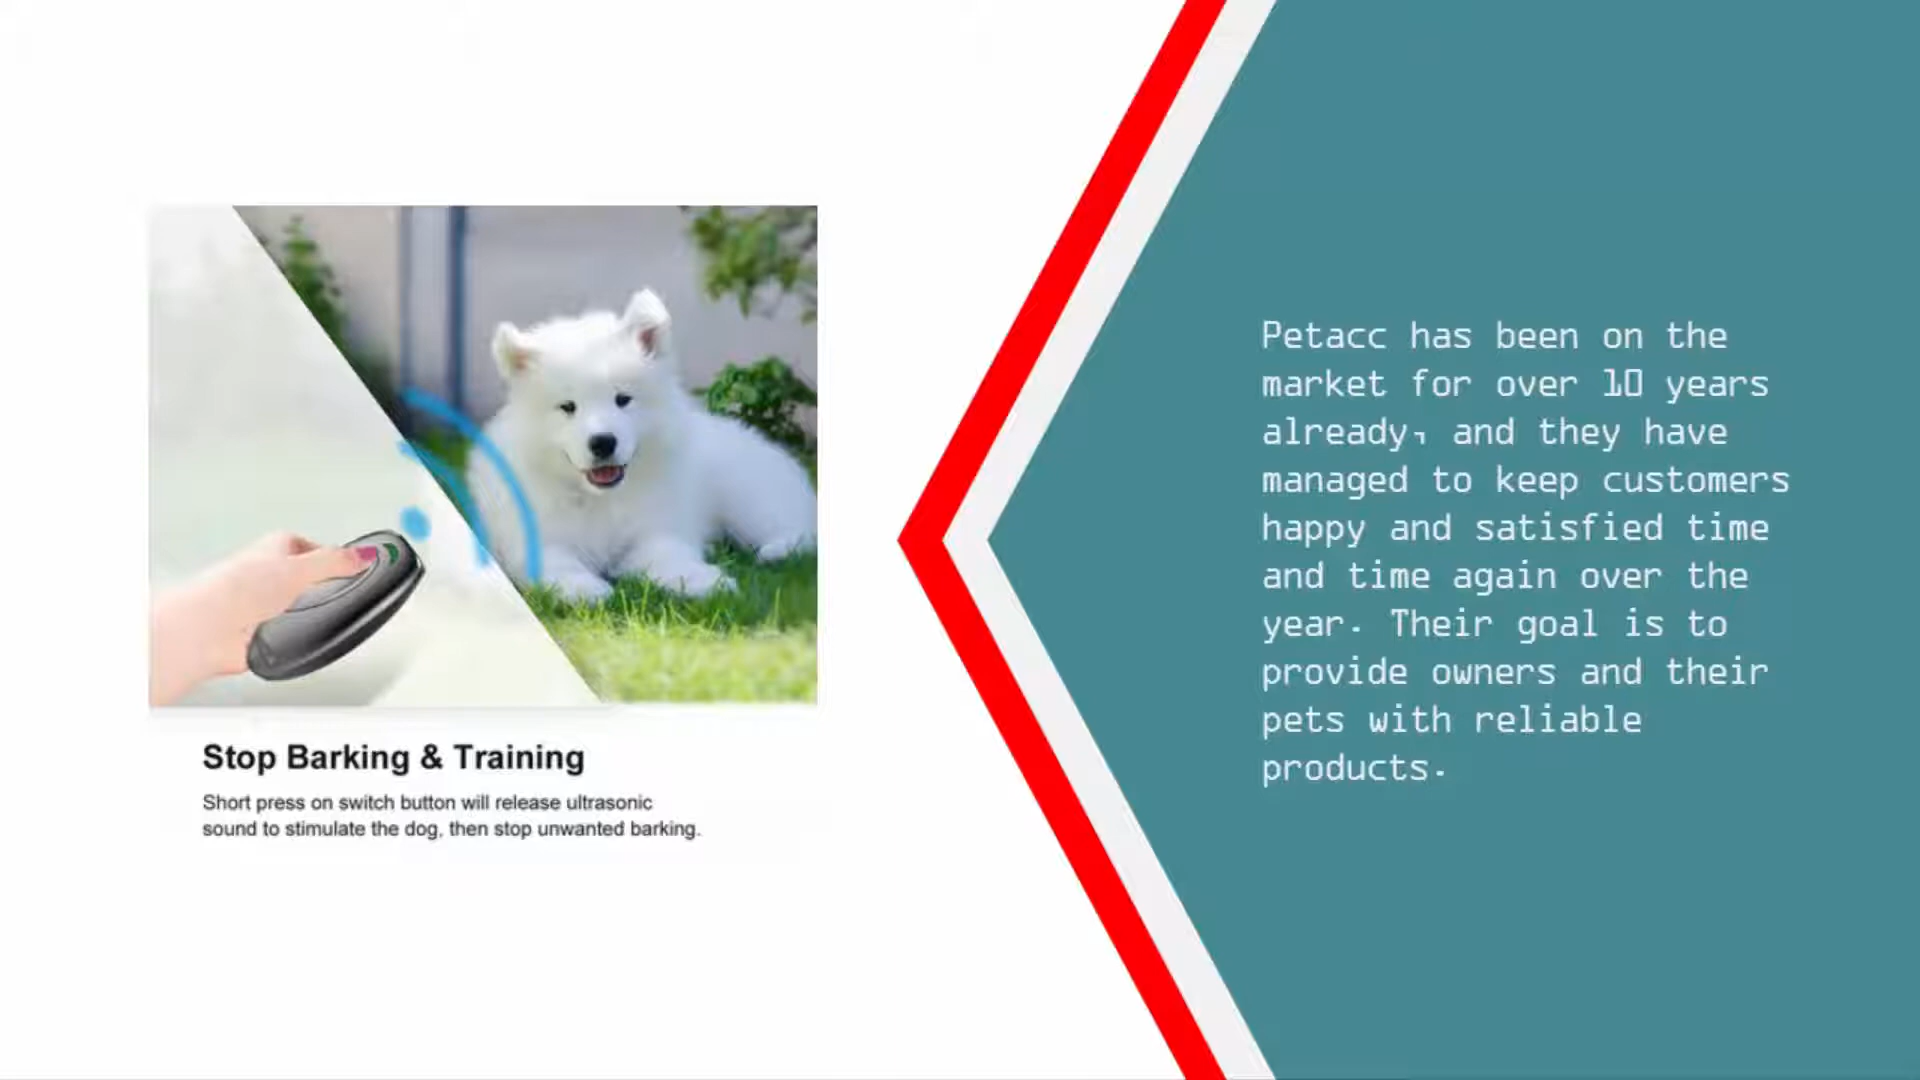 Stop Barking & Training
Short press on switch button will release ultrasonic
sound to stimulate the dog, then stop unwanted barking.
Petacc has been on the
market for over 10 years
already, and they have
managed to keep customers
happy and satisfied time
and time again over the
year. Their goal is to
provide owners and their
pets with reliable
products.